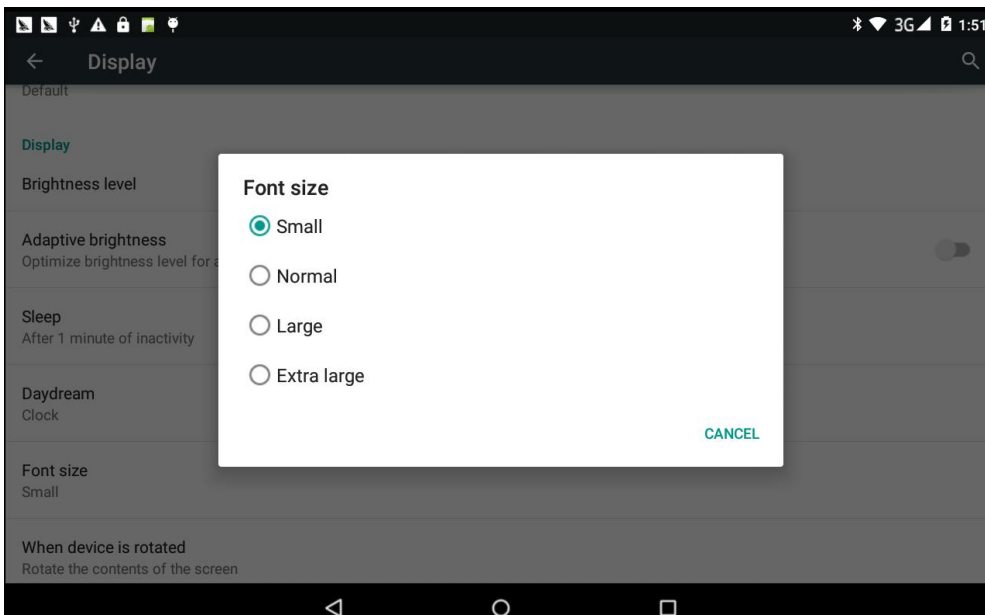 3G 1:51
Display
Default
Display
Brightness level
Adaptive brightness
Optimize brightness level for
Sleep
After 1 minute of inactivity
Daydream
Clock
Font size
Small
When device is rotated
Rotate the contents of the screen
Font size
Small
Normal
Large
Extra large
CANCEL